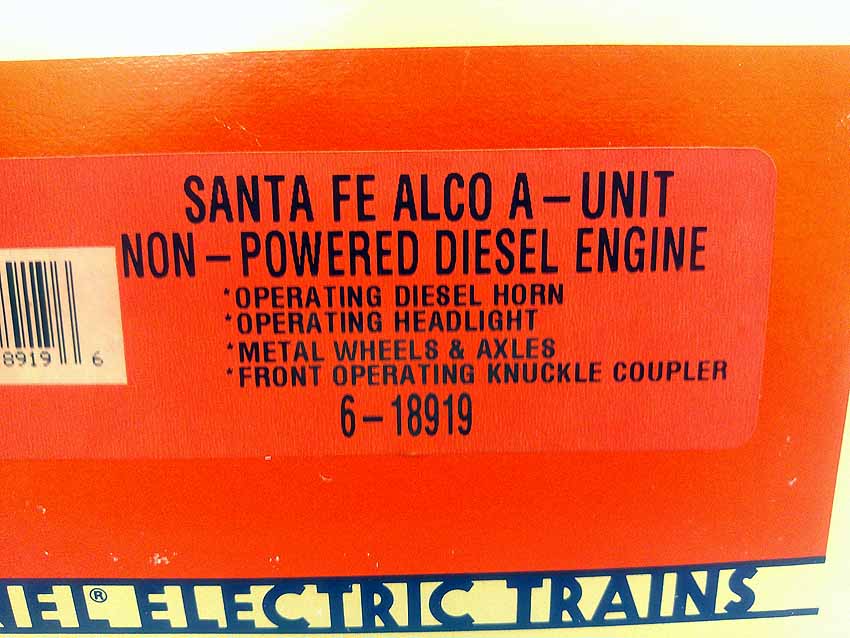 SANTA FE ALCO A-UNIT
NON-POWERED DIESEL ENGINE
*OPERATING DIESEL HORN
*OPERATING HEADLIGHT
*METAL WHEELS & AXLES
*FRONT OPERATING KNUCKLE COUPLER
6-18919
8919 6
ELECTRIC TRAINS